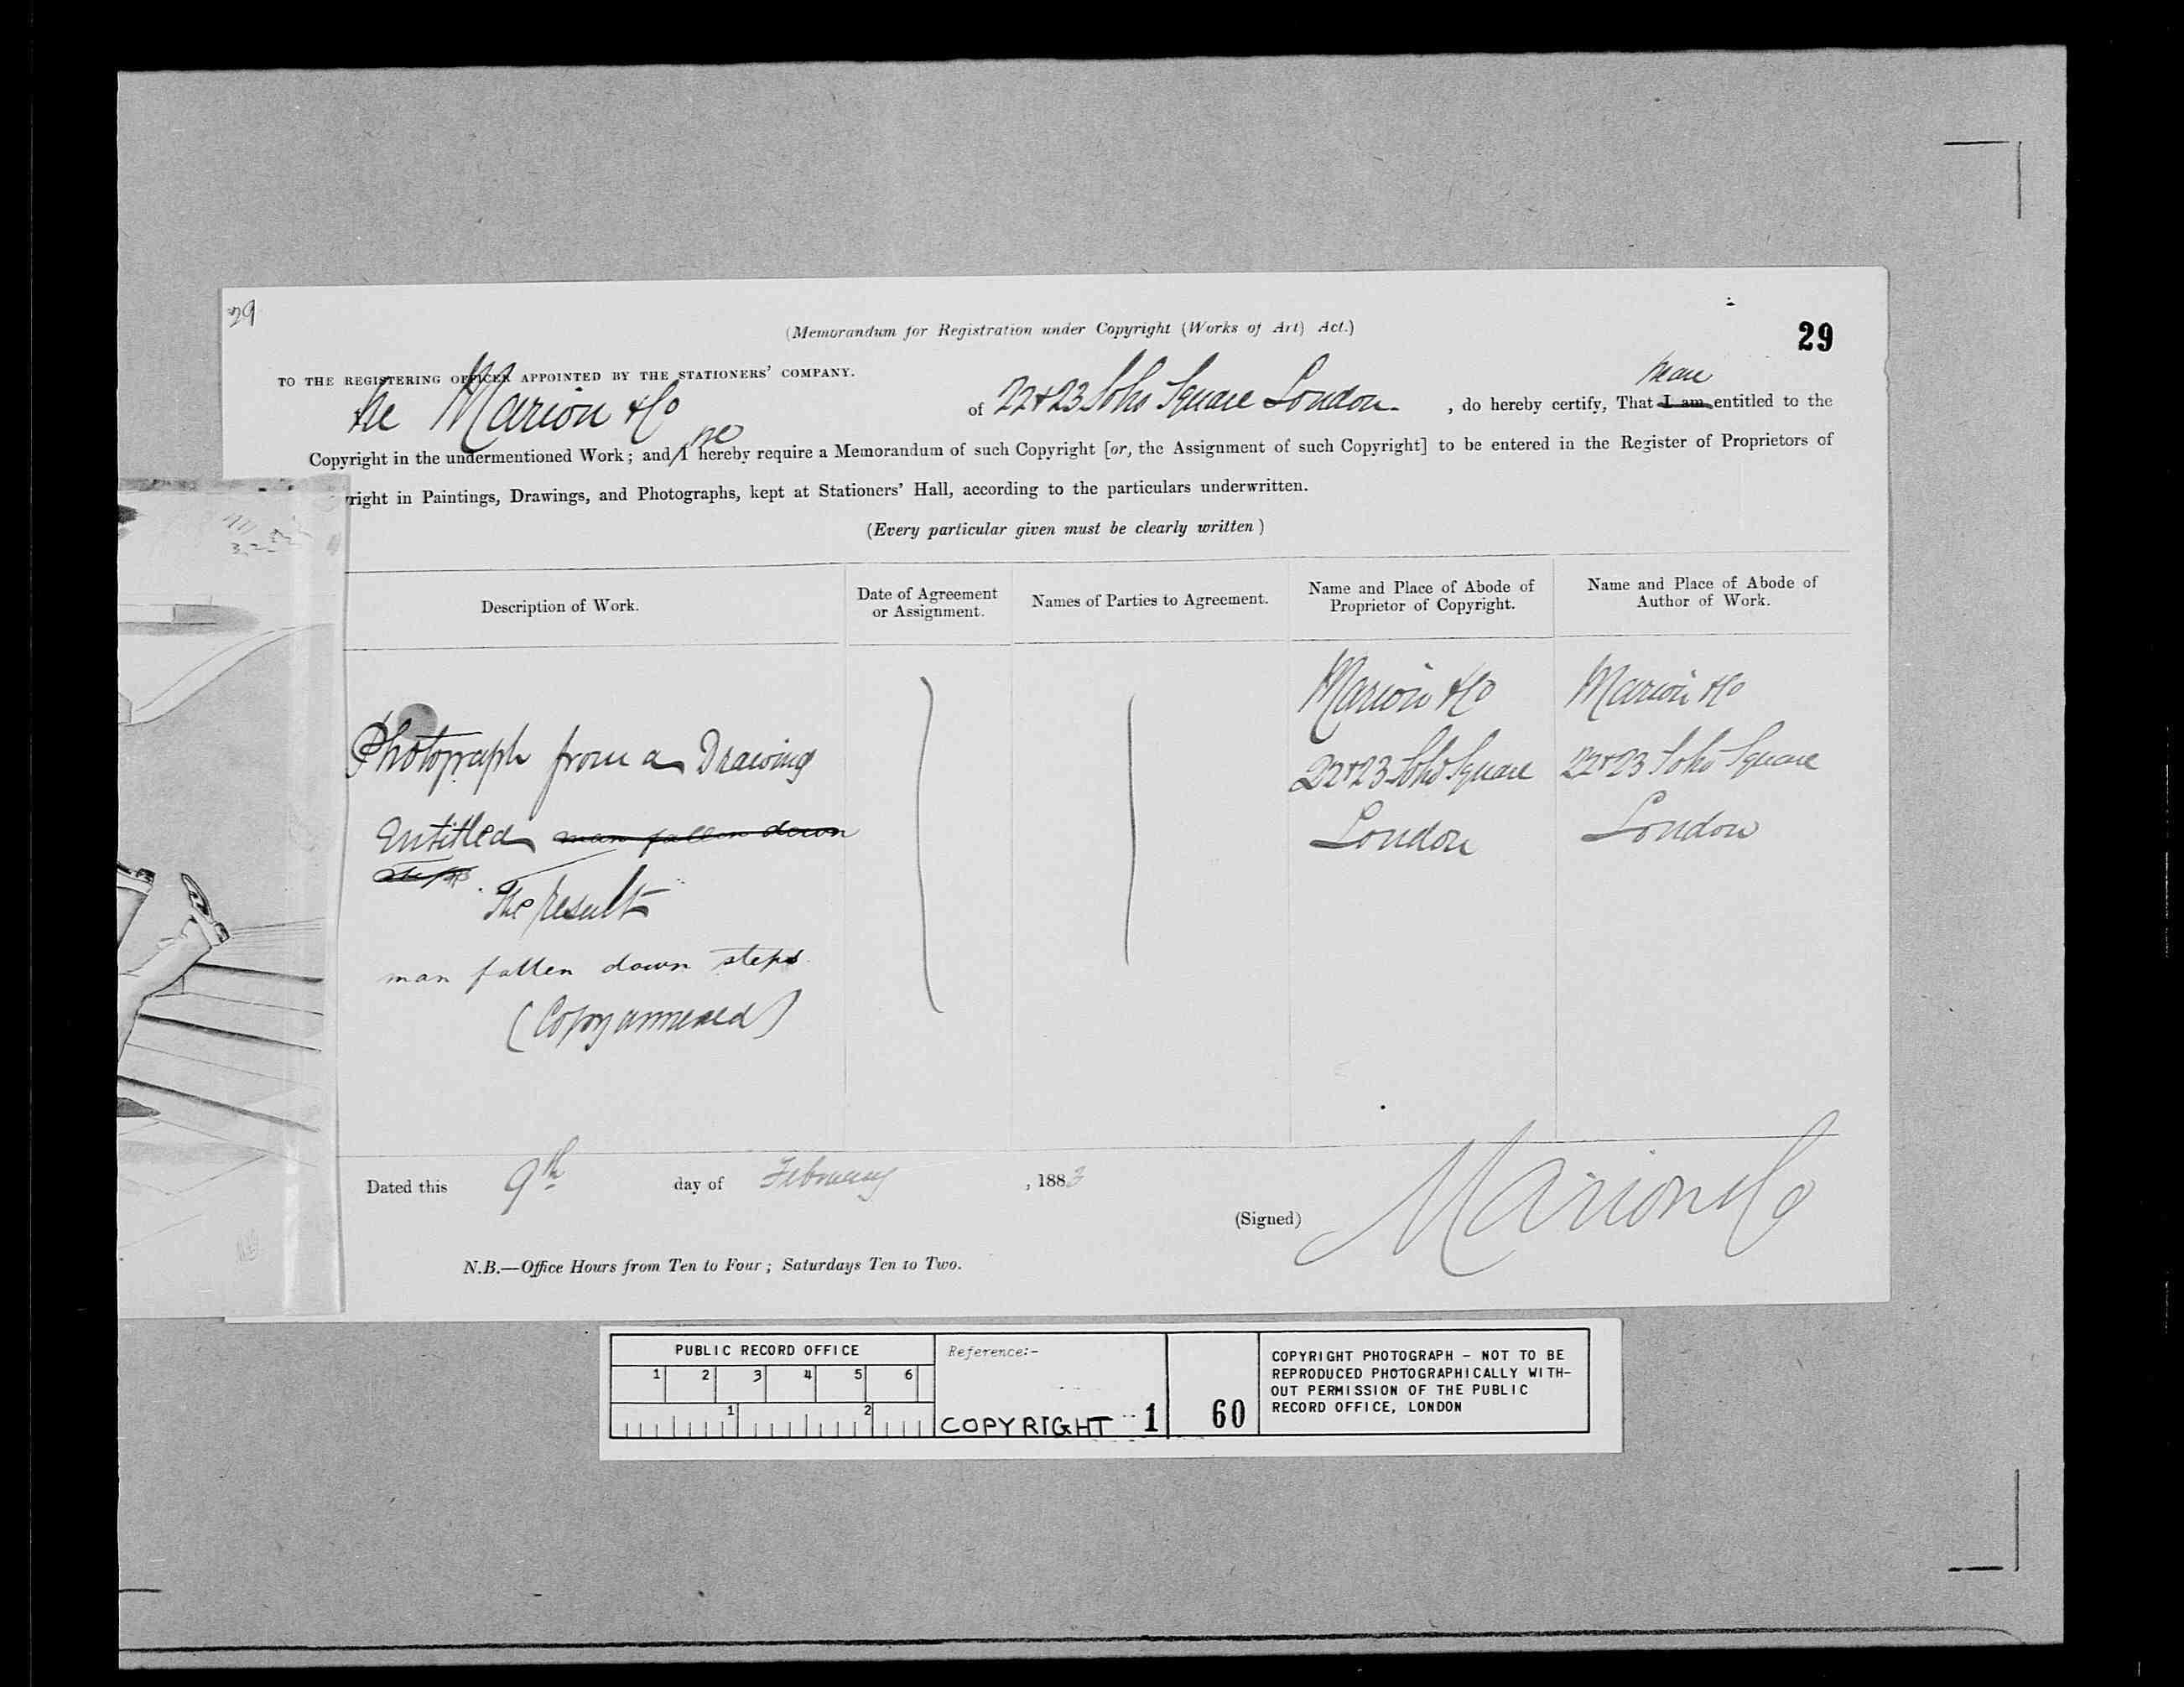 29
29
(Memorandum for Registration under Copyright (Works of Art) Act.)
TO THE REGISTERING OFFICER APPOINTED BY THE STATIONERS' COMPANY.
We Marion & Co of 22 & 23 Soho Square London , do hereby certify, That I am we are entitled to the
Copyright in the undermentioned Work; and I we hereby require a Memorandum of such Copyright [or, the Assignment of such Copyright] to be entered in the Register of Proprietors of
right in Paintings, Drawings, and Photographs, kept at Stationers' Hall, according to the particulars underwritten.
(Every particular given must be clearly written)
Description of Work.
Date of Agreement
or Assignment.
Names of Parties to Agreement.
Name and Place of Abode of
Proprietor of Copyright.
Name and Place of Abode of
Author of Work.
Photograph from a Drawing
Entitled man fallen down
steps
The result
man fallen down steps
(Copy annexed)
Marion & Co
22 & 23 Soho Square
London
Marion & Co
22 & 23 Soho Square
London
Dated this 9th day of February , 1883
(Signed) Marion & Co
N.B.—Office Hours from Ten to Four; Saturdays Ten to Two.
PUBLIC RECORD OFFICE
1 2 3 4 5 6
1 2
Reference:-
COPYRIGHT 1 60
COPYRIGHT PHOTOGRAPH - NOT TO BE
REPRODUCED PHOTOGRAPHICALLY WITH-
OUT PERMISSION OF THE PUBLIC
RECORD OFFICE, LONDON